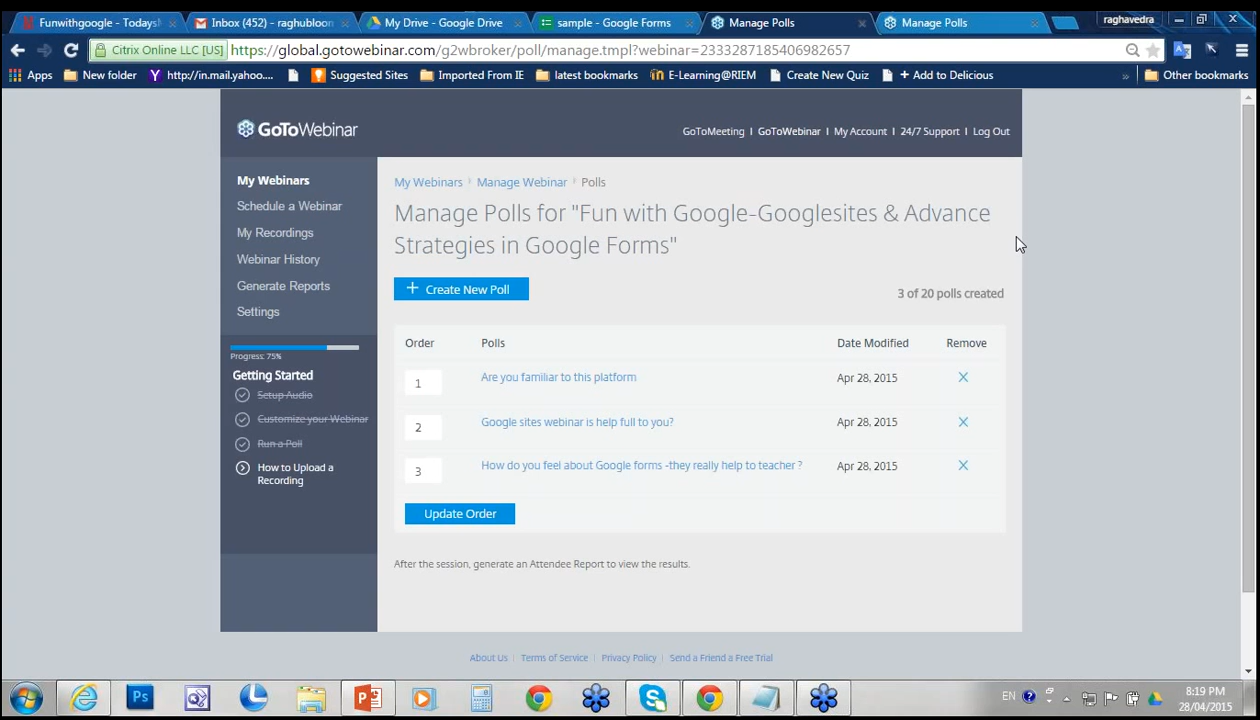 Funwithgoogle - Todays!
Inbox (452) - raghubloon
My Drive - Google Drive
sample - Google Forms
Manage Polls
Manage Polls
raghavedra
Citrix Online LLC [US]
https://global.gotowebinar.com/g2wbroker/poll/manage.tmpl?webinar=2333287185406982657
Apps
New folder
http://in.mail.yahoo....
Suggested Sites
Imported From IE
latest bookmarks
E-Learning@RIEM
Create New Quiz
+ Add to Delicious
»
Other bookmarks
GoToWebinar
GoToMeeting | GoToWebinar | My Account | 24/7 Support | Log Out
My Webinars
Schedule a Webinar
My Recordings
Webinar History
Generate Reports
Settings
Progress: 75%
Getting Started
Setup Audio
Customize your Webinar
Run a Poll
How to Upload a
Recording
My Webinars
Manage Webinar
Polls
Manage Polls for "Fun with Google-Googlesites & Advance
Strategies in Google Forms"
+ Create New Poll
3 of 20 polls created
Order Polls Date Modified Remove
1 Are you familiar to this platform Apr 28, 2015 X
2 Google sites webinar is help full to you? Apr 28, 2015 X
3 How do you feel about Google forms -they really help to teacher ? Apr 28, 2015 X
Update Order
After the session, generate an Attendee Report to view the results.
About Us | Terms of Service | Privacy Policy | Send a Friend a Free Trial
Ps
EN
8:19 PM
28/04/2015